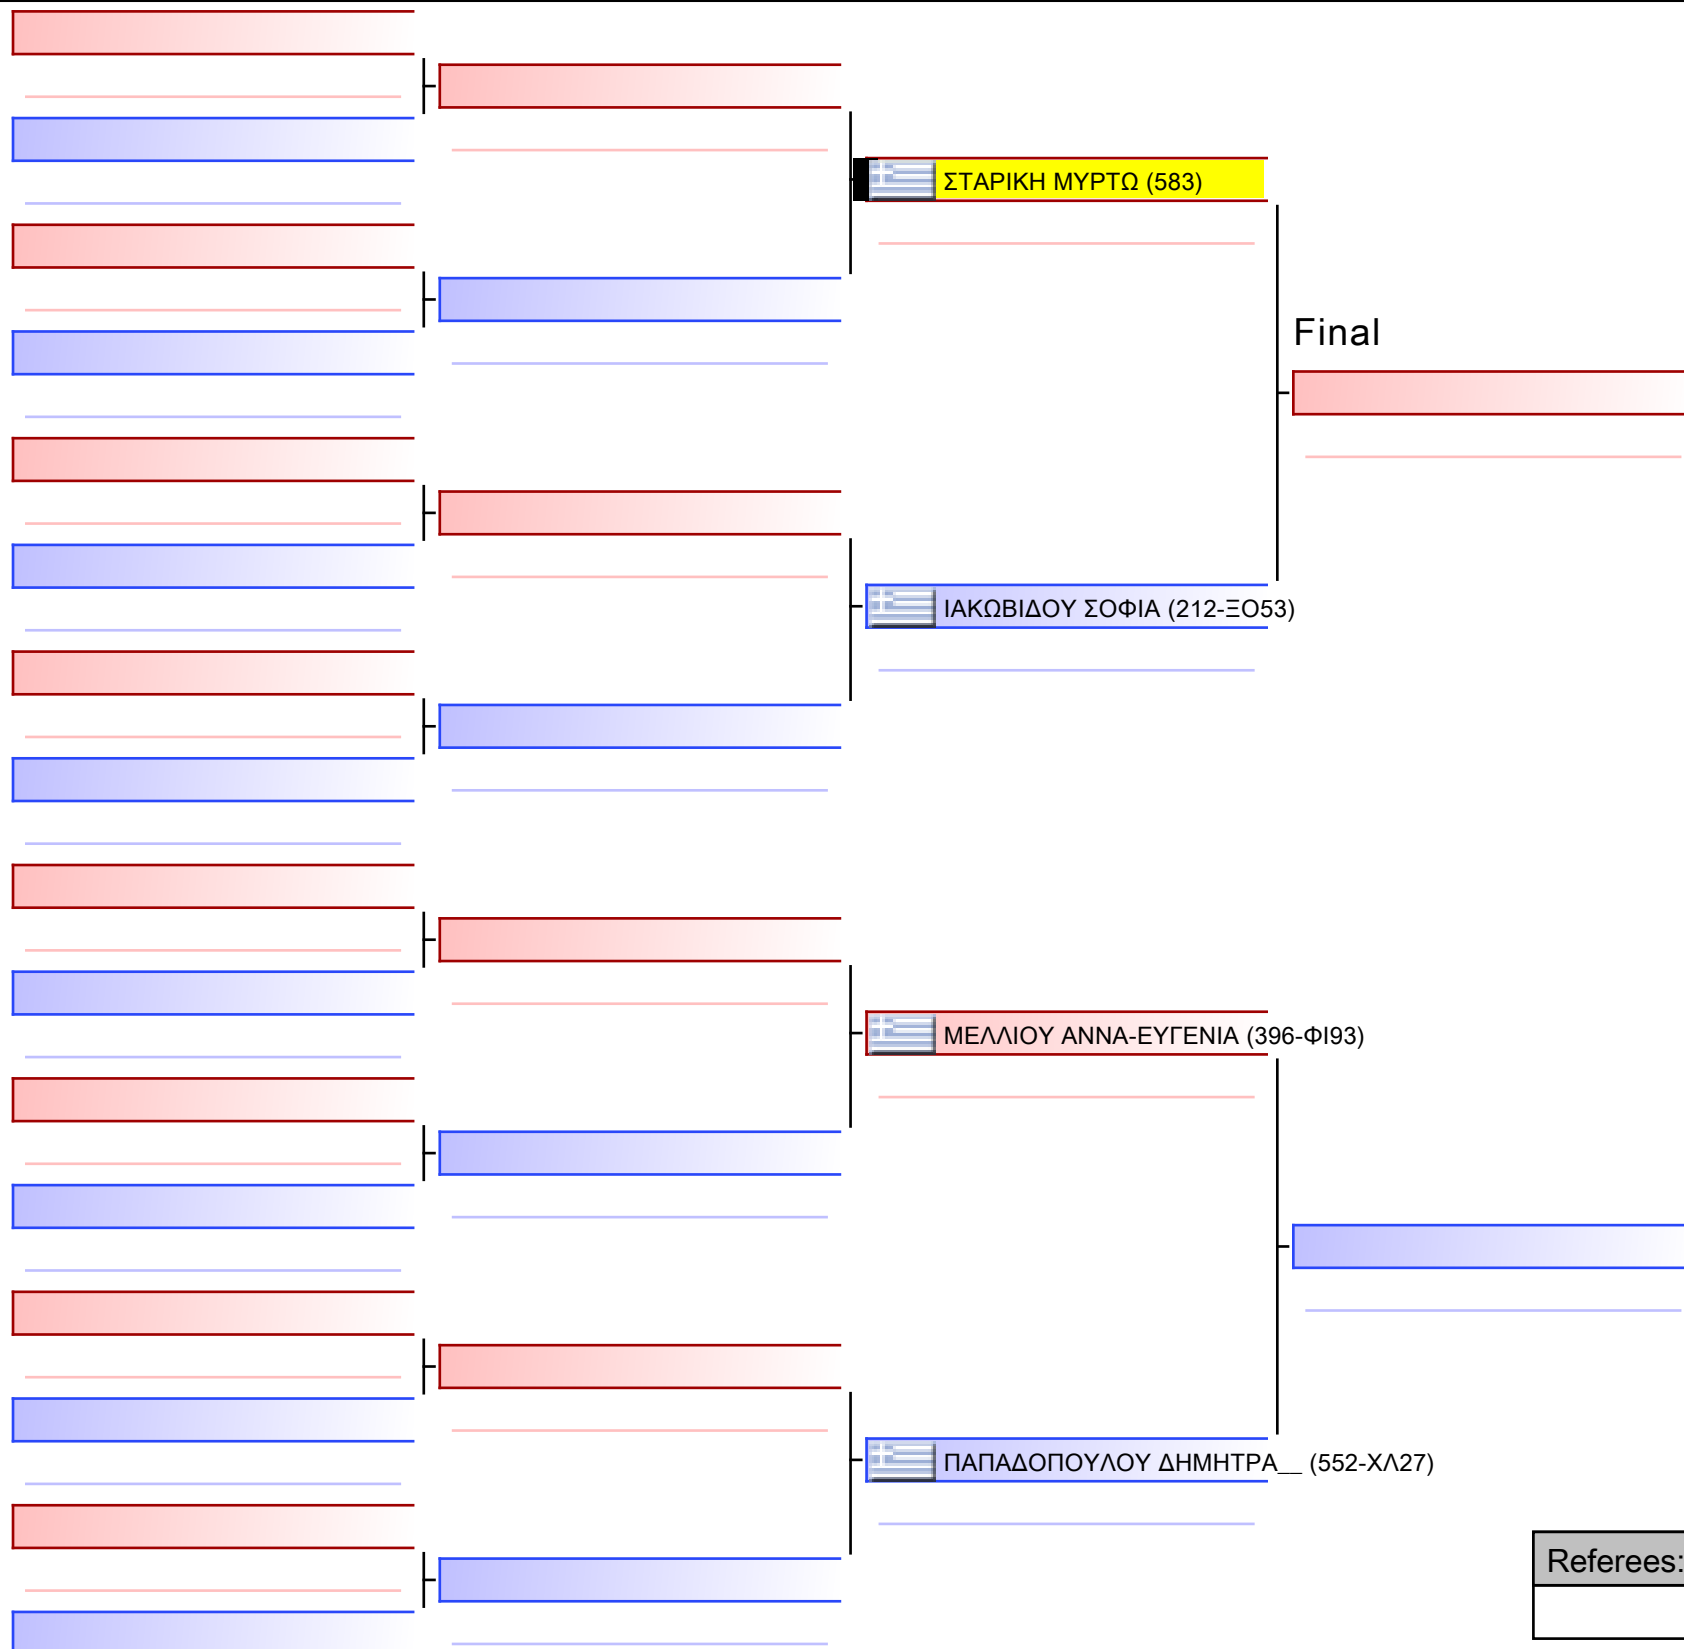 ΣΤΑΡΙΚΗ ΜΥΡΤΩ (583)
Final
ΙΑΚΩΒΙΔΟΥ ΣΟΦΙΑ (212-ΞΟ53)
ΜΕΛΛΙΟΥ ΑΝΝΑ-ΕΥΓΕΝΙΑ (396-ΦΙ93)
ΠΑΠΑΔΟΠΟΥΛΟΥ ΔΗΜΗΤΡΑ__ (552-ΧΛ27)
Referees: